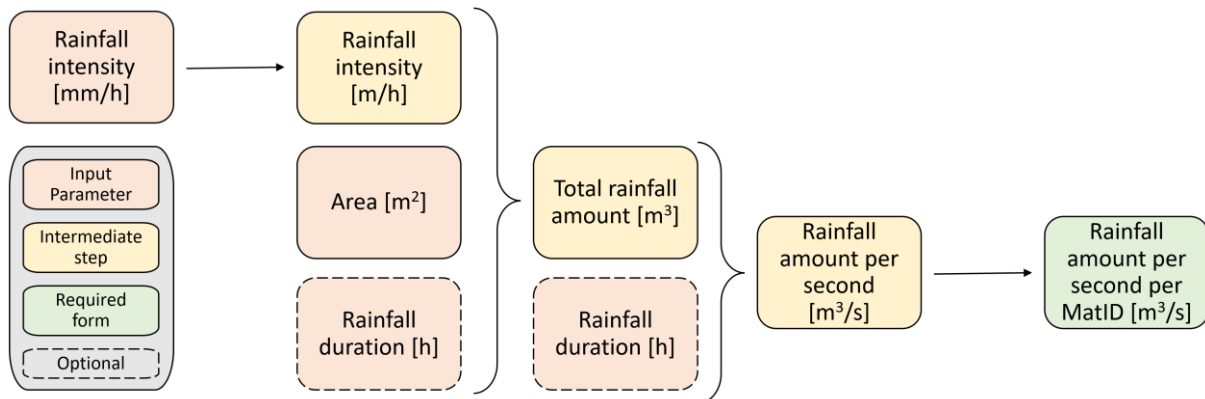 Rainfall
intensity
[mm/h]
Rainfall
intensity
[m/h]
Input
Parameter
Intermediate
step
Required
form
Optional
Area [m²]
Rainfall
duration [h]
Total rainfall
amount [m³]
Rainfall
duration [h]
Rainfall
amount per
second
[m³/s]
Rainfall
amount per
second per
MatID [m³/s]